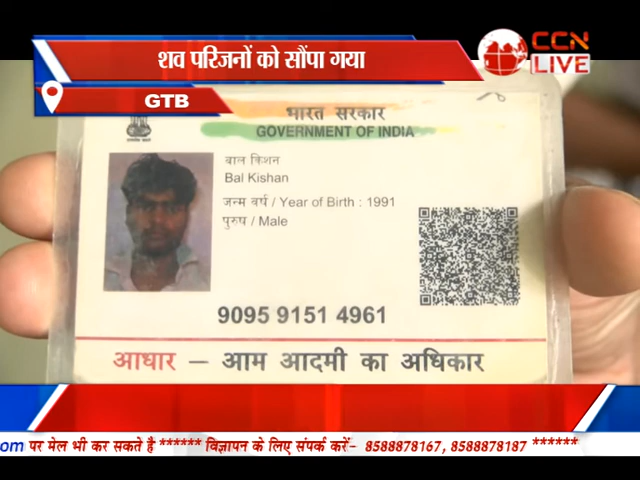 शव परिजनों को सौंपा गया
CCN
LIVE
GTB
भारत सरकार
GOVERNMENT OF INDIA
बाल किशन
Bal Kishan
जन्म वर्ष / Year of Birth : 1991
पुरुष / Male
9095 9151 4961
आधार – आम आदमी का अधिकार
om पर मेल भी कर सकते है ****** विज्ञापन के लिए संपर्क करें- 8588878167, 8588878187 ******